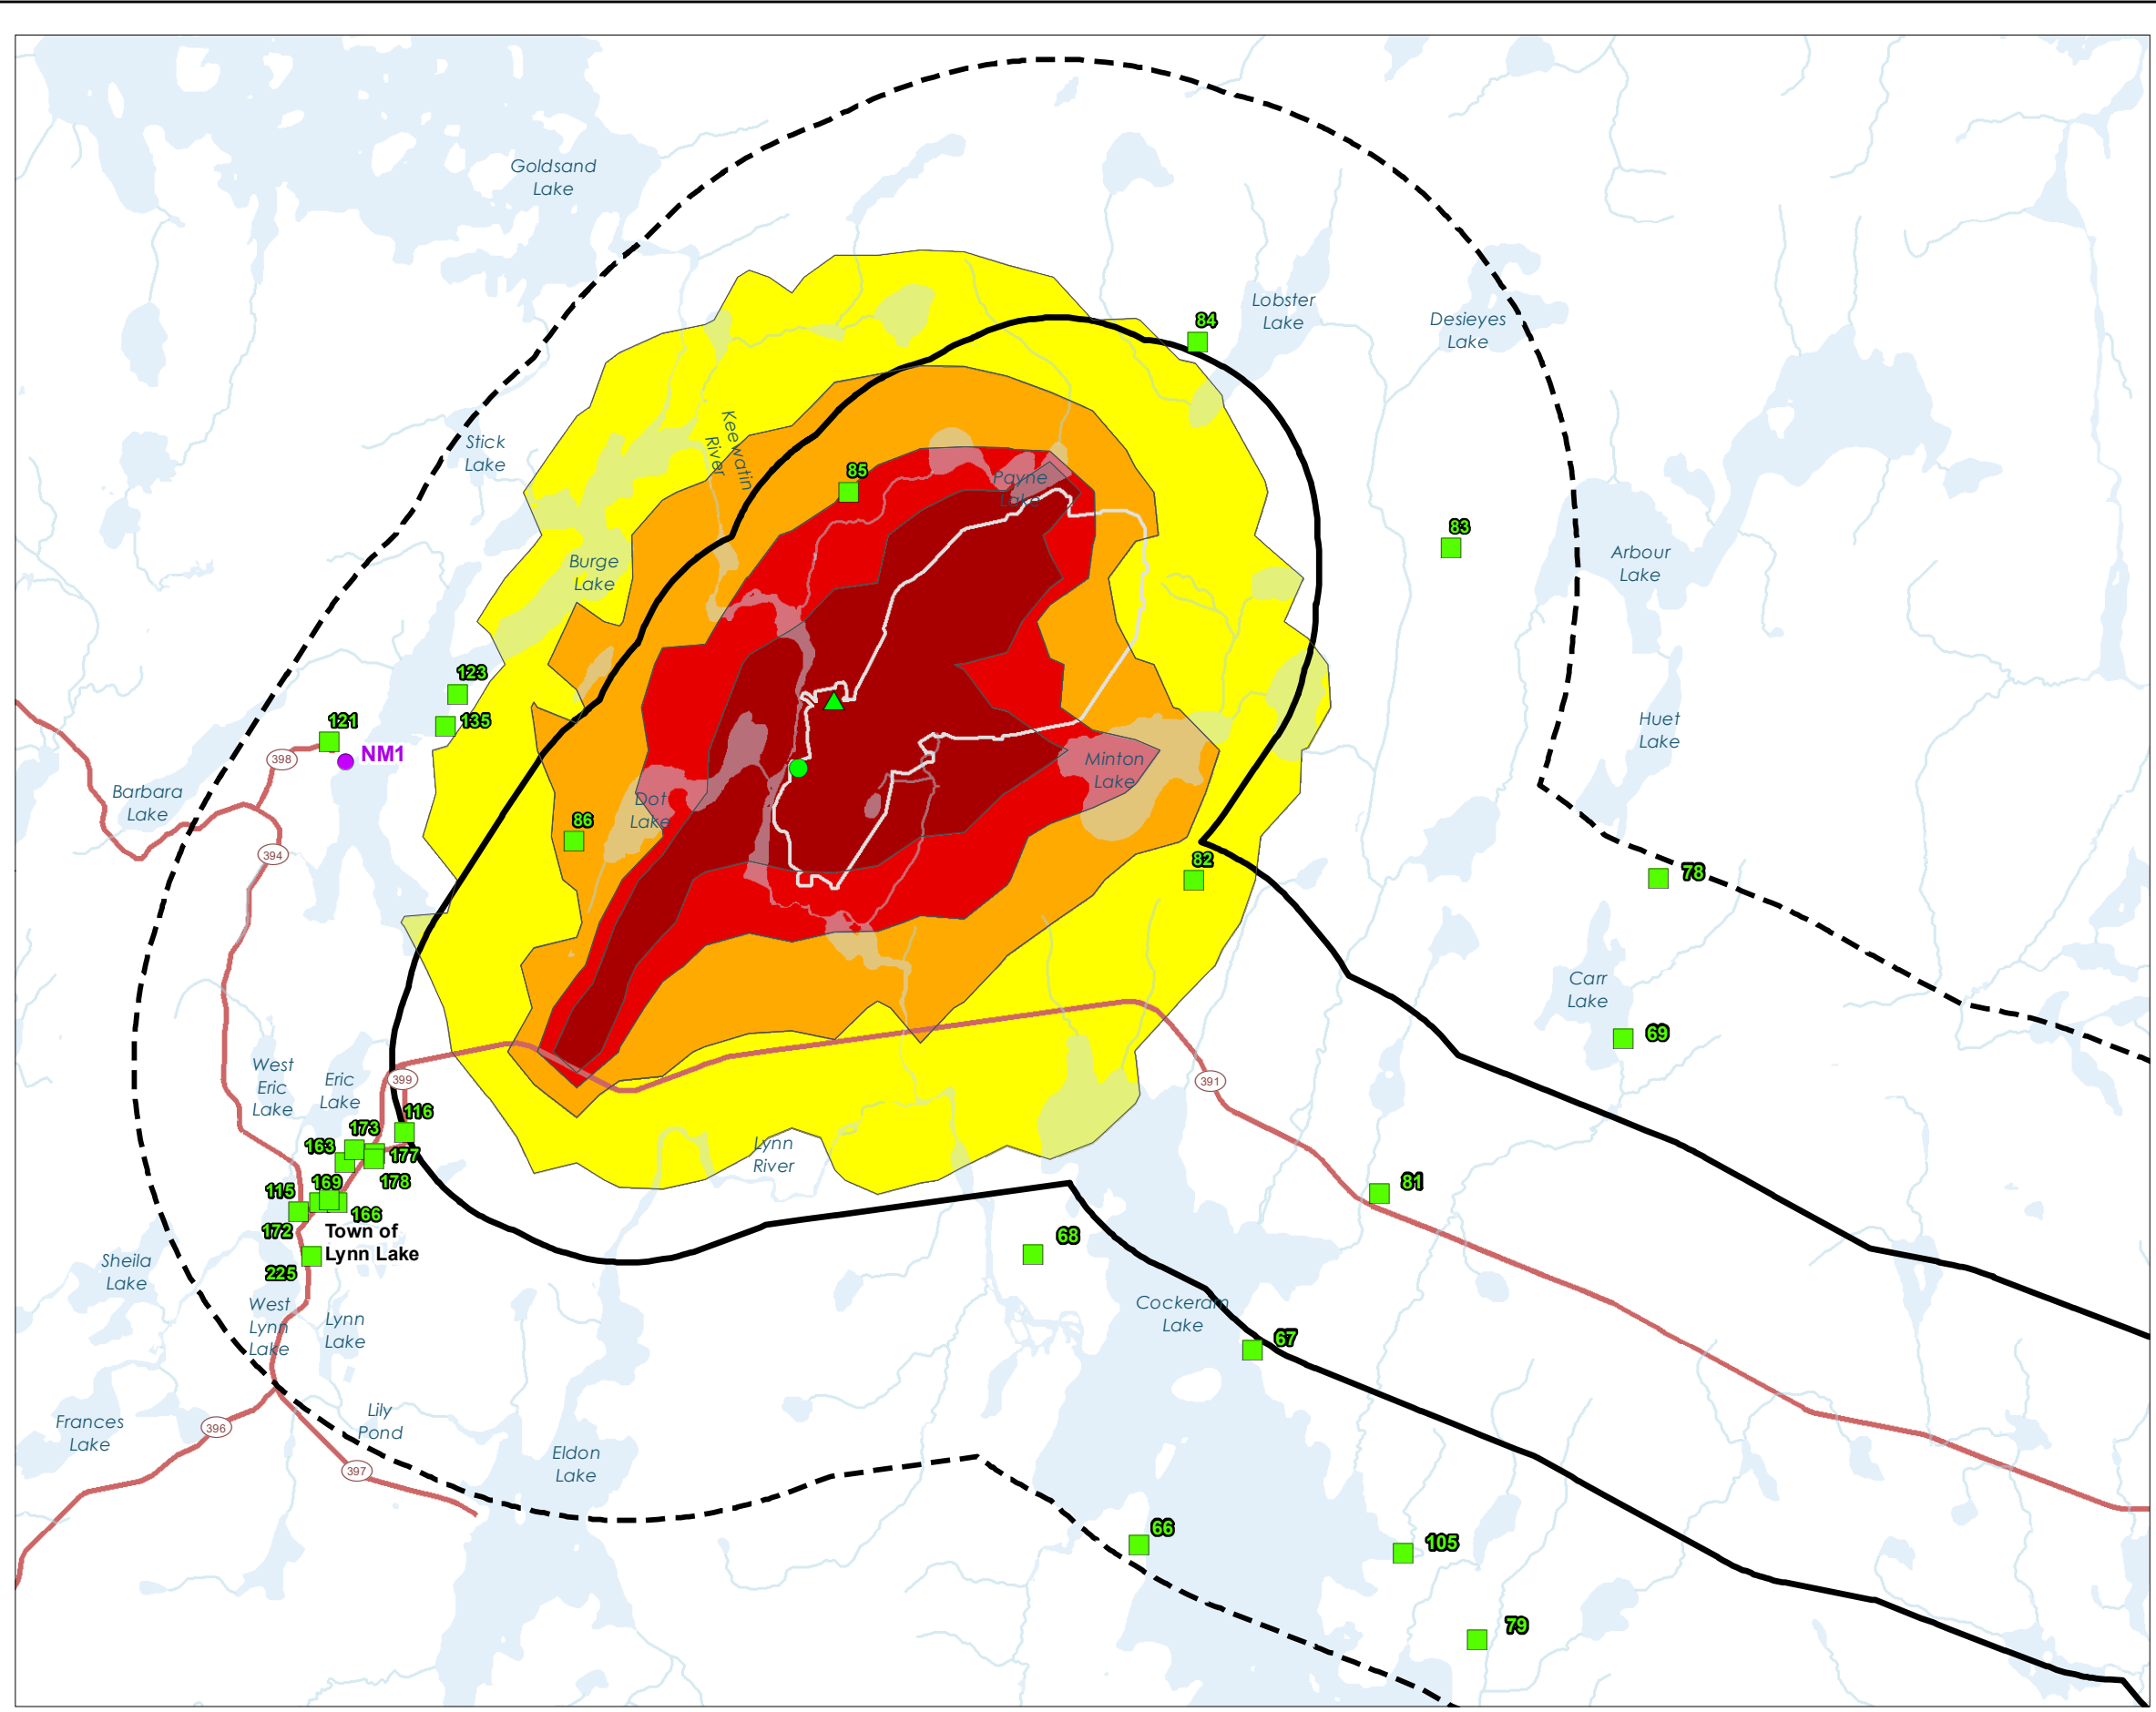 Goldsand
Lake
84
Lobster
Lake
Desieyes
Lake
Stick
Lake
Keewatin
River
85
Payne
Lake
83
Burge
Lake
Arbour
Lake
123
121
135
398
NM1
Huet
Lake
Barbara
Lake
Minton
Lake
Dot
Lake
86
394
82
78
Carr
Lake
69
West
Eric
Lake
Eric
Lake
399
391
116
173
163
177
178
Lynn
River
115
169
166
172
81
Town of
Lynn Lake
68
Sheila
Lake
225
West
Lynn
Lake
Lynn
Lake
Cockeram
Lake
67
Frances
Lake
396
Lily
Pond
397
Eldon
Lake
66
105
79